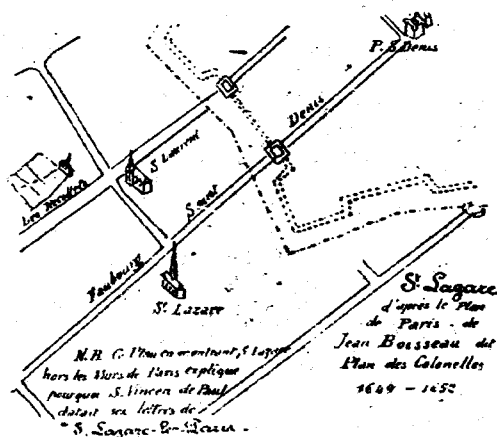 P. S. Denis
Denis
Saint
S. Laurent
Les Recollets
Faubourg
St. Lazare
St. Lazare
d'après le Plan
de Paris - de
Jean Boisseau dit
Plan des Colonelles
1649 - 1652
N. B. Ce Plan en montrant S. Lazare
hors les Murs de Paris explique
pourquoi S. Vincent de Paul
datait ses lettres de
"S. Lazare-lez-Paris-